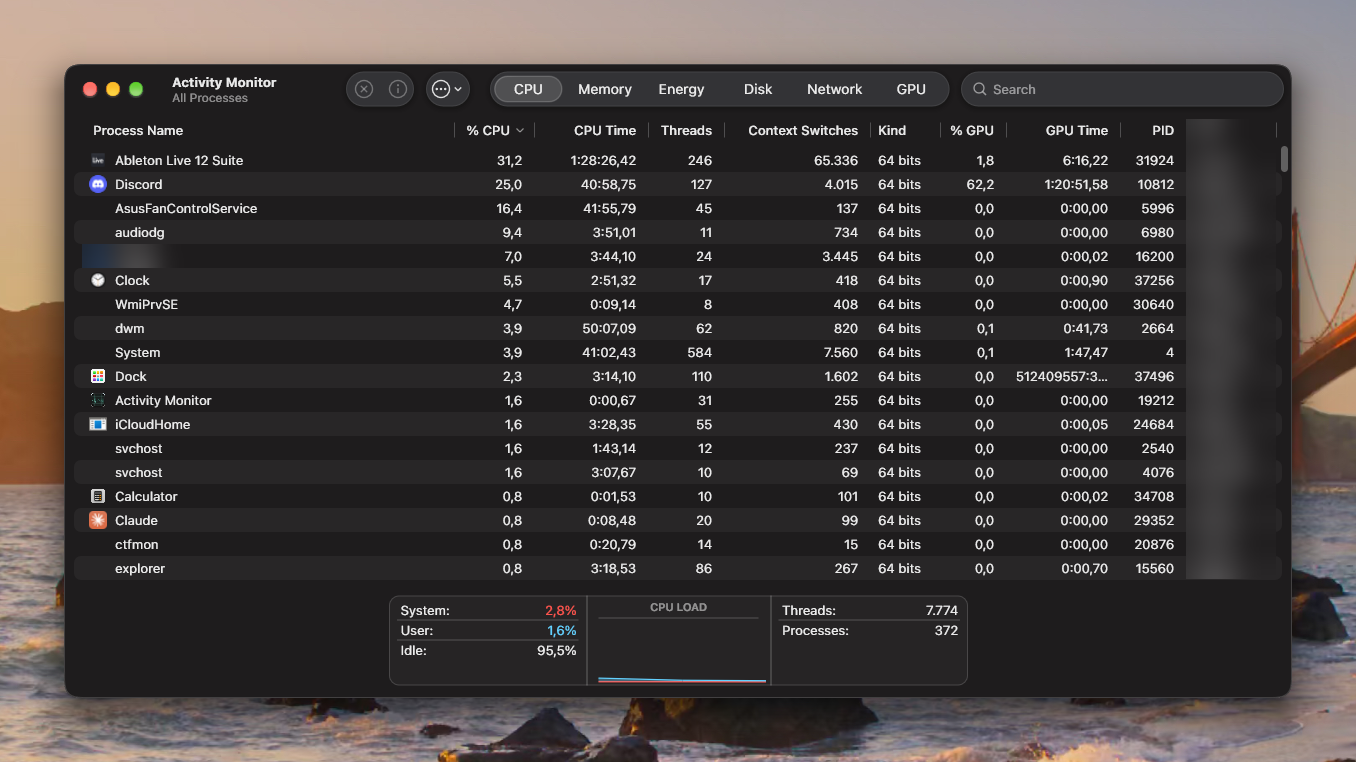 Activity Monitor
All Processes
CPU Memory Energy Disk Network GPU
Search
Process Name % CPU CPU Time Threads Context Switches Kind % GPU GPU Time PID
Live Ableton Live 12 Suite 31,2 1:28:26,42 246 65.336 64 bits 1,8 6:16,22 31924
Discord 25,0 40:58,75 127 4.015 64 bits 62,2 1:20:51,58 10812
AsusFanControlService 16,4 41:55,79 45 137 64 bits 0,0 0:00,00 5996
audiodg 9,4 3:51,01 11 734 64 bits 0,0 0:00,00 6980
7,0 3:44,10 24 3.445 64 bits 0,0 0:00,02 16200
Clock 5,5 2:51,32 17 418 64 bits 0,0 0:00,90 37256
WmiPrvSE 4,7 0:09,14 8 408 64 bits 0,0 0:00,00 30640
dwm 3,9 50:07,09 62 820 64 bits 0,1 0:41,73 2664
System 3,9 41:02,43 584 7.560 64 bits 0,1 1:47,47 4
Dock 2,3 3:14,10 110 1.602 64 bits 0,0 512409557:3... 37496
Activity Monitor 1,6 0:00,67 31 255 64 bits 0,0 0:00,00 19212
iCloudHome 1,6 3:28,35 55 430 64 bits 0,0 0:00,05 24684
svchost 1,6 1:43,14 12 237 64 bits 0,0 0:00,00 2540
svchost 1,6 3:07,67 10 69 64 bits 0,0 0:00,00 4076
Calculator 0,8 0:01,53 10 101 64 bits 0,0 0:00,02 34708
Claude 0,8 0:08,48 20 99 64 bits 0,0 0:00,00 29352
ctfmon 0,8 0:20,79 14 15 64 bits 0,0 0:00,00 20876
explorer 0,8 3:18,53 86 267 64 bits 0,0 0:00,70 15560
System: 2,8%
User: 1,6%
Idle: 95,5%
CPU LOAD
Threads: 7.774
Processes: 372